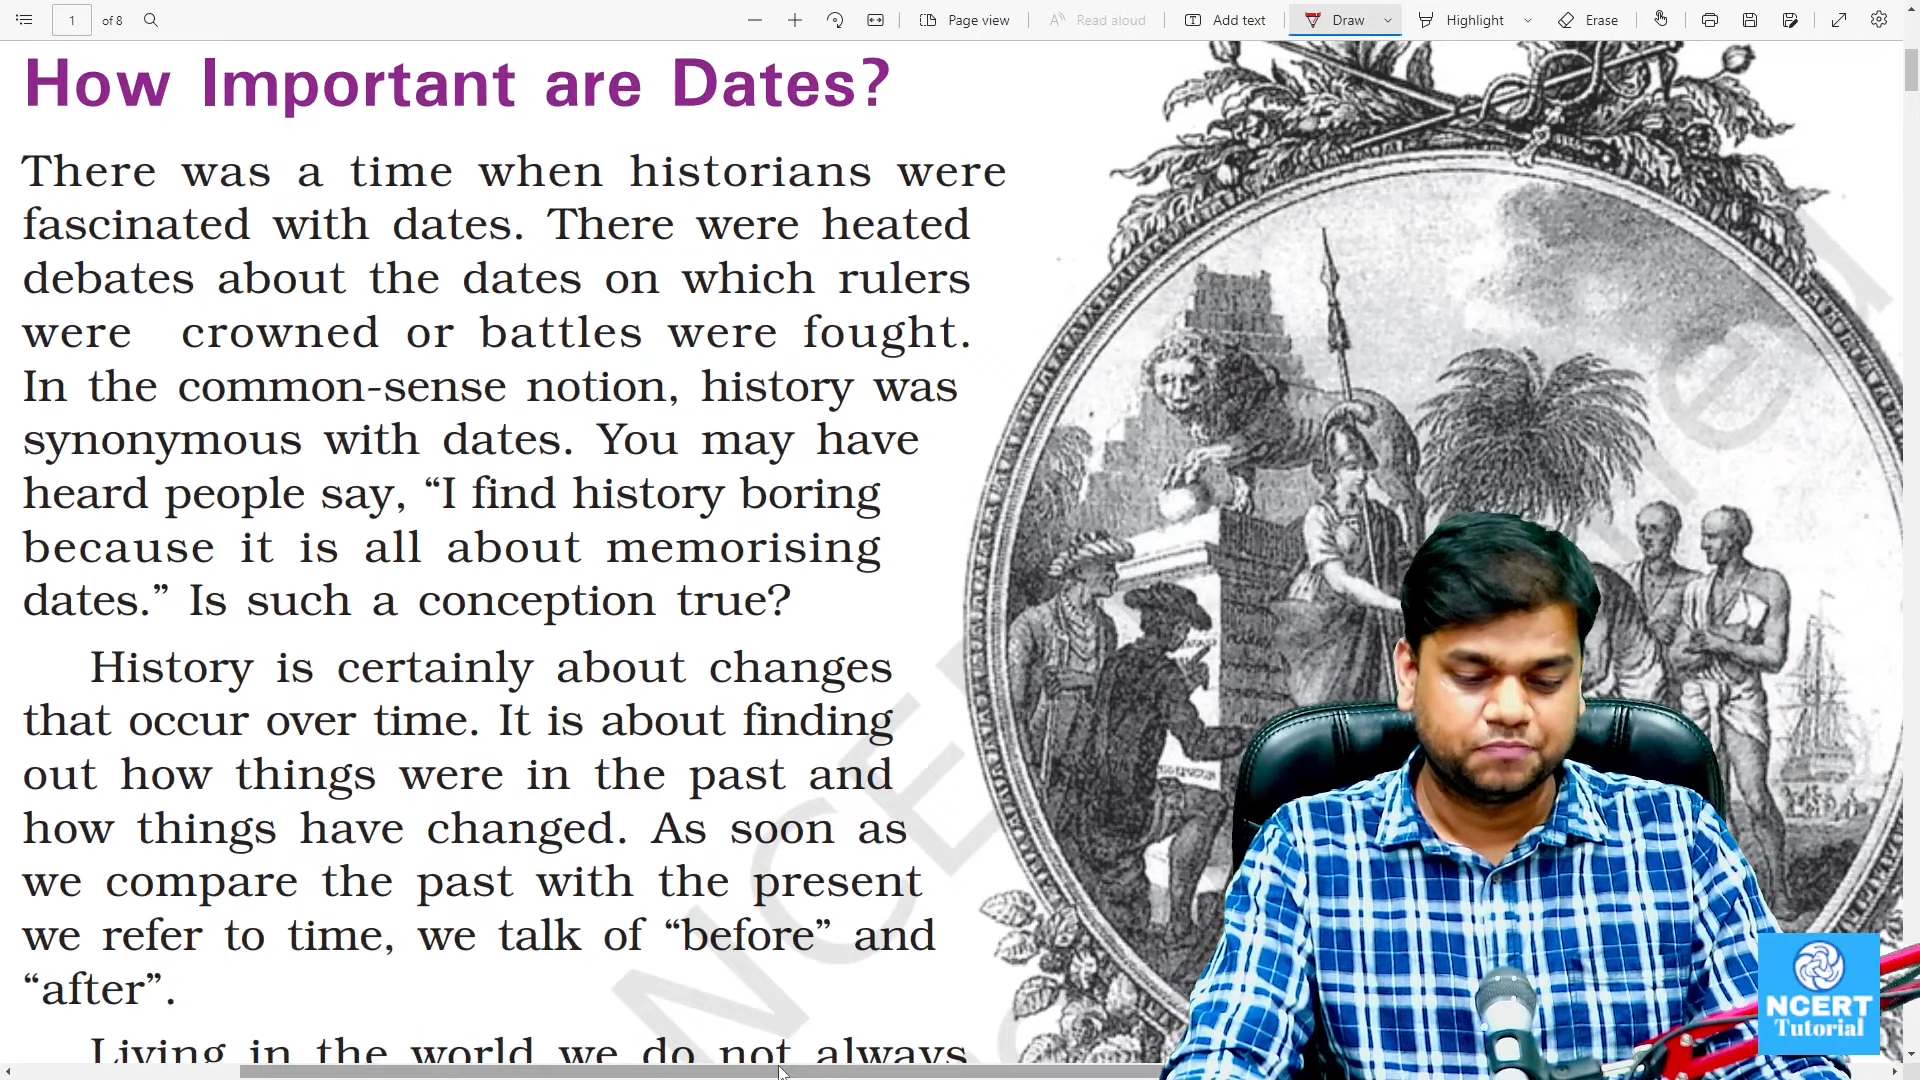 1 of 8 Page view Read aloud Add text Draw Highlight Erase
How Important are Dates?
There was a time when historians were
fascinated with dates. There were heated
debates about the dates on which rulers
were crowned or battles were fought.
In the common-sense notion, history was
synonymous with dates. You may have
heard people say, “I find history boring
because it is all about memorising
dates.” Is such a conception true?
History is certainly about changes
that occur over time. It is about finding
out how things were in the past and
how things have changed. As soon as
we compare the past with the present
we refer to time, we talk of “before” and
“after”.
Living in the world we do not always
NCERT
Tutorial